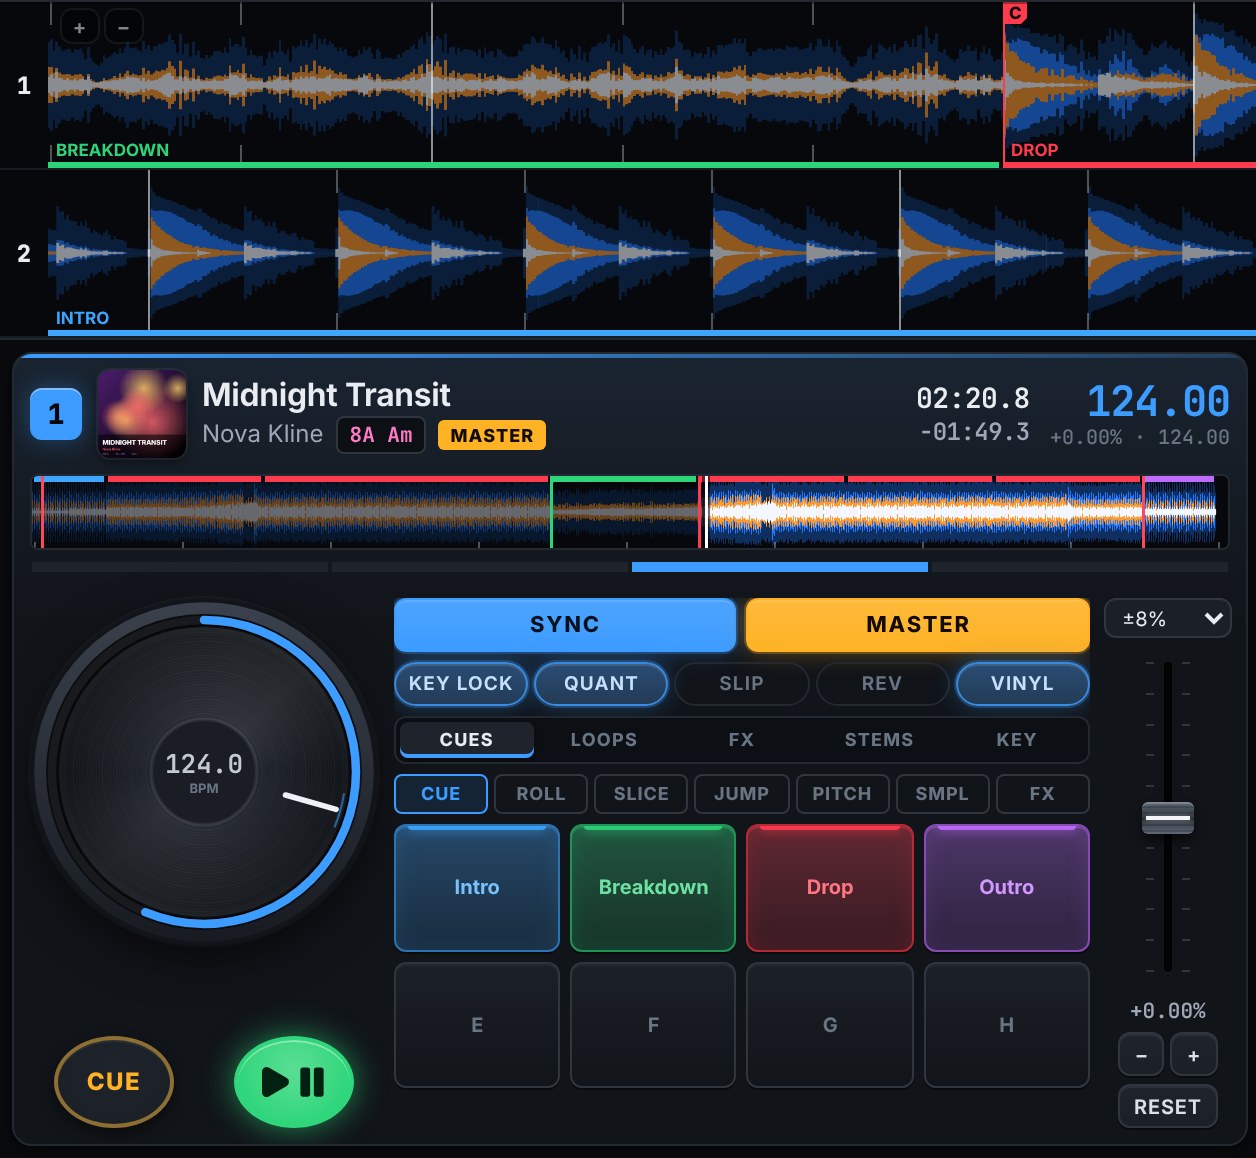 + −
C
1
BREAKDOWN
DROP
2
INTRO
1
MIDNIGHT TRANSIT
Midnight Transit
Nova Kline
8A Am
MASTER
02:20.8
-01:49.3
124.00
+0.00% · 124.00
124.0
BPM
SYNC
MASTER
±8%
KEY LOCK
QUANT
SLIP
REV
VINYL
CUES
LOOPS
FX
STEMS
KEY
CUE
ROLL
SLICE
JUMP
PITCH
SMPL
FX
Intro
Breakdown
Drop
Outro
E
F
G
H
CUE
+0.00%
− +
RESET